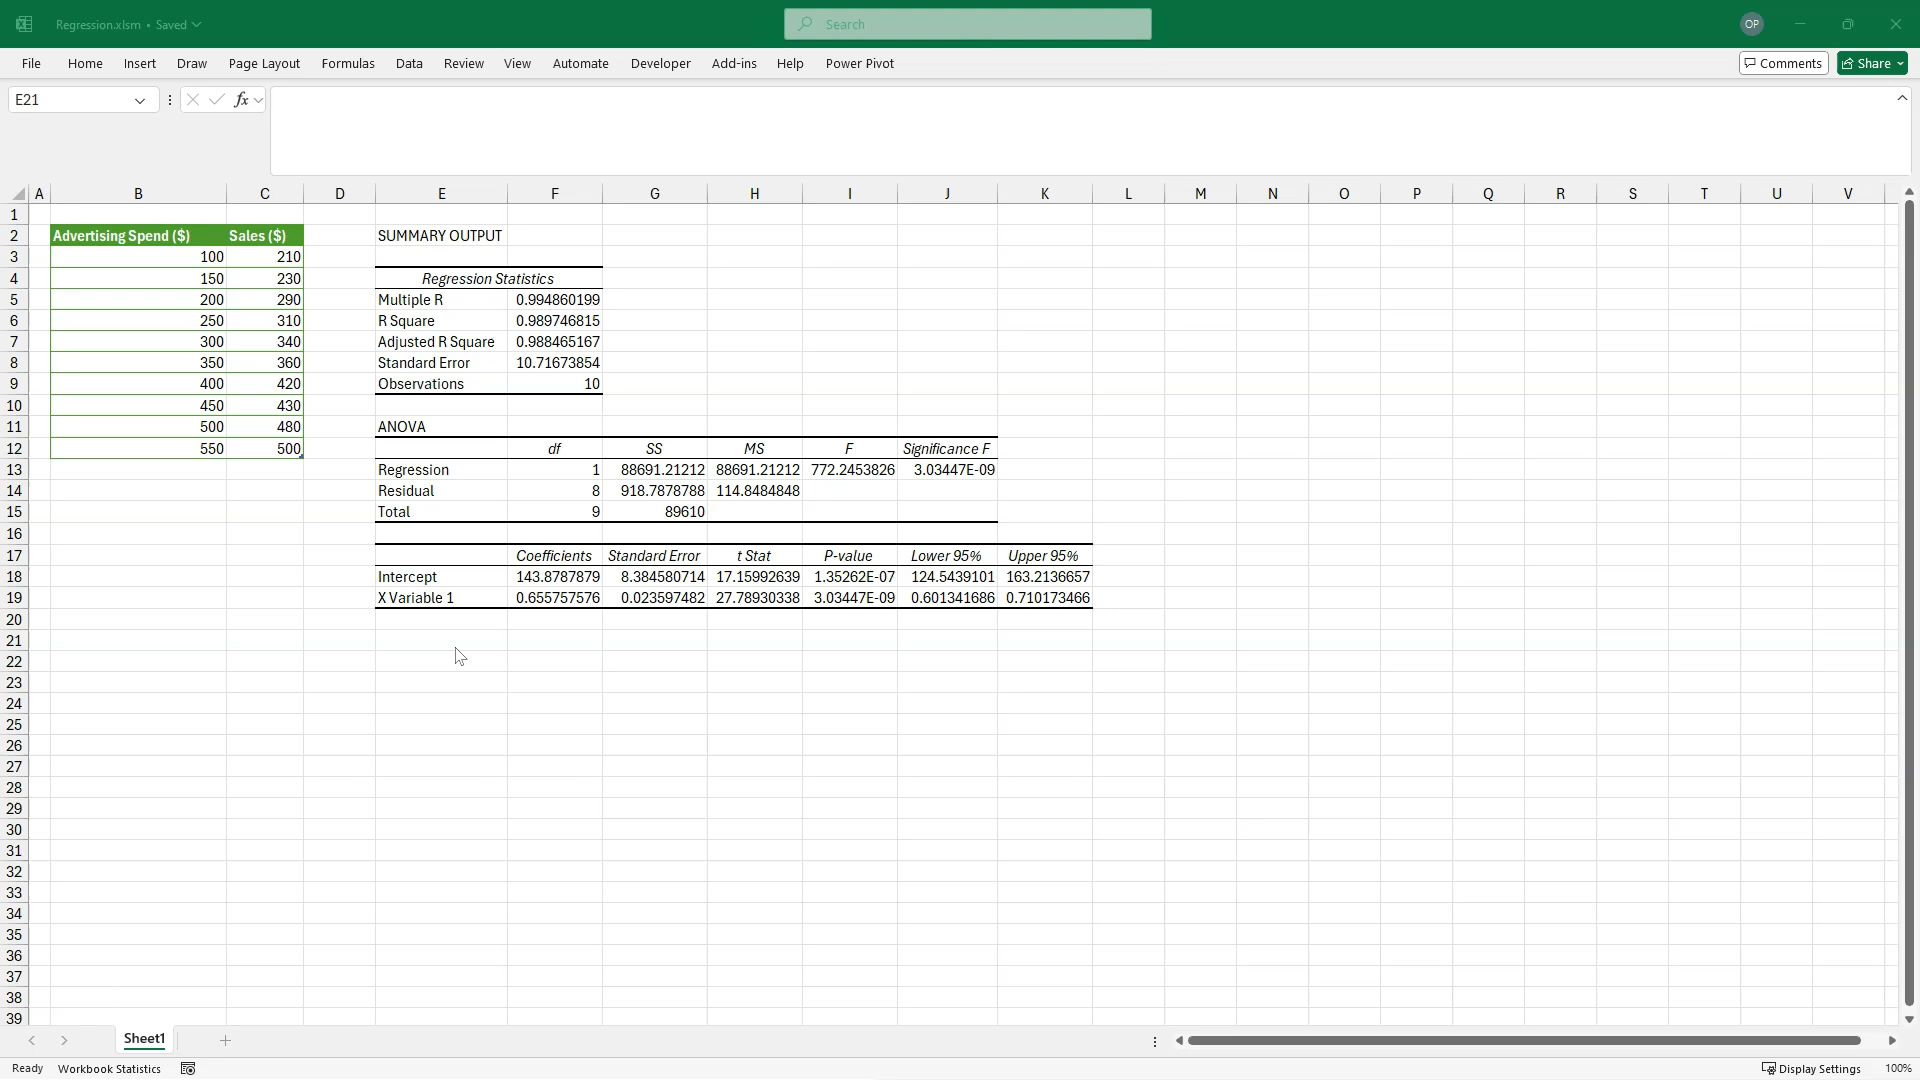 Regression.xlsm • Saved
Search
OP
File Home Insert Draw Page Layout Formulas Data Review View Automate Developer Add-ins Help Power Pivot
Comments
Share
E21
fx
A B C D E F G H I J K L M N O P Q R S T U V
1
2 Advertising Spend ($) Sales ($) SUMMARY OUTPUT
3 100 210
4 150 230 Regression Statistics
5 200 290 Multiple R 0.994860199
6 250 310 R Square 0.989746815
7 300 340 Adjusted R Square 0.988465167
8 350 360 Standard Error 10.71673854
9 400 420 Observations 10
10 450 430
11 500 480 ANOVA
12 550 500 df SS MS F Significance F
13 Regression 1 88691.21212 88691.21212 772.2453826 3.03447E-09
14 Residual 8 918.7878788 114.8484848
15 Total 9 89610
16
17 Coefficients Standard Error t Stat P-value Lower 95% Upper 95%
18 Intercept 143.8787879 8.384580714 17.15992639 1.35262E-07 124.5439101 163.2136657
19 X Variable 1 0.655757576 0.023597482 27.78930338 3.03447E-09 0.601341686 0.710173466
20
21
22
23
24
25
26
27
28
29
30
31
32
33
34
35
36
37
38
39
Sheet1
Ready Workbook Statistics Display Settings 100%